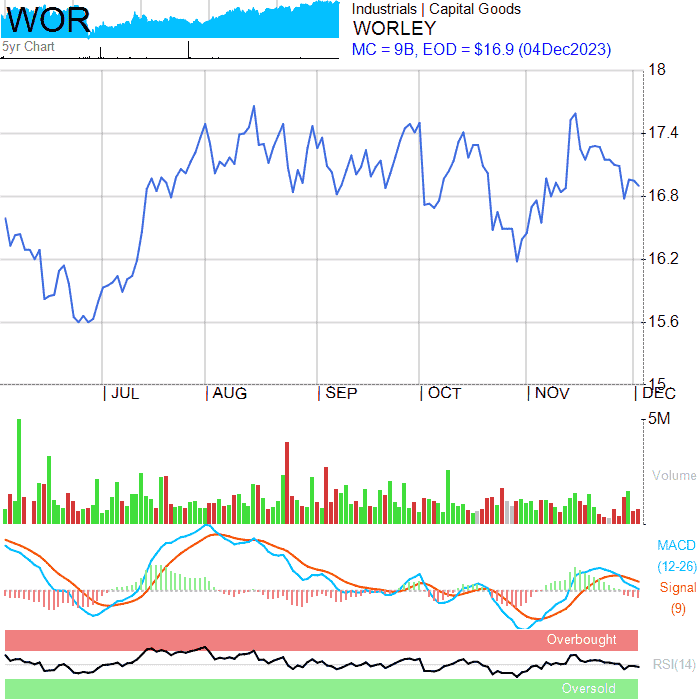 WOR
5yr Chart
Industrials | Capital Goods
WORLEY
MC = 9B, EOD = $16.9 (04Dec2023)
18
17.4
16.8
16.2
15.6
15
JUL AUG SEP OCT NOV DEC
5M
Volume
MACD
(12-26)
Signal
(9)
Overbought
RSI(14)
Oversold